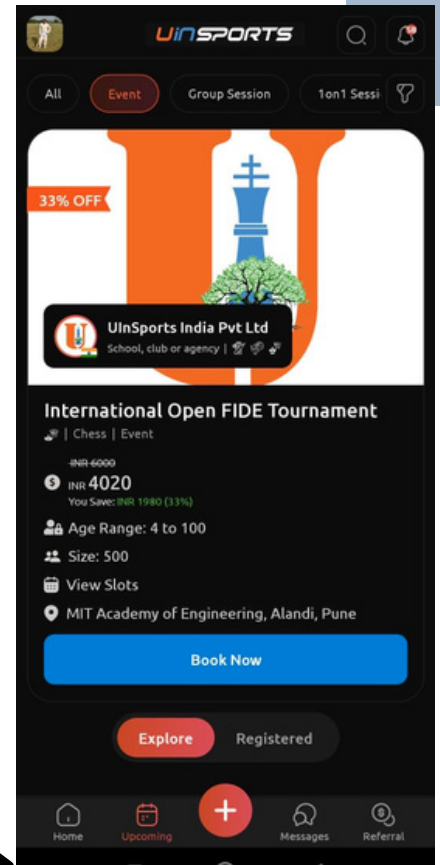 UinSPORTS
All Event Group Session 1on1 Sessi
33% OFF
U
UInSports India Pvt Ltd
School, club or agency |
International Open FIDE Tournament
| Chess | Event
INR 6000
INR 4020
You Save: INR 1980 (33%)
Age Range: 4 to 100
Size: 500
View Slots
MIT Academy of Engineering, Alandi, Pune
Book Now
Explore Registered
Home Upcoming + Messages Referral